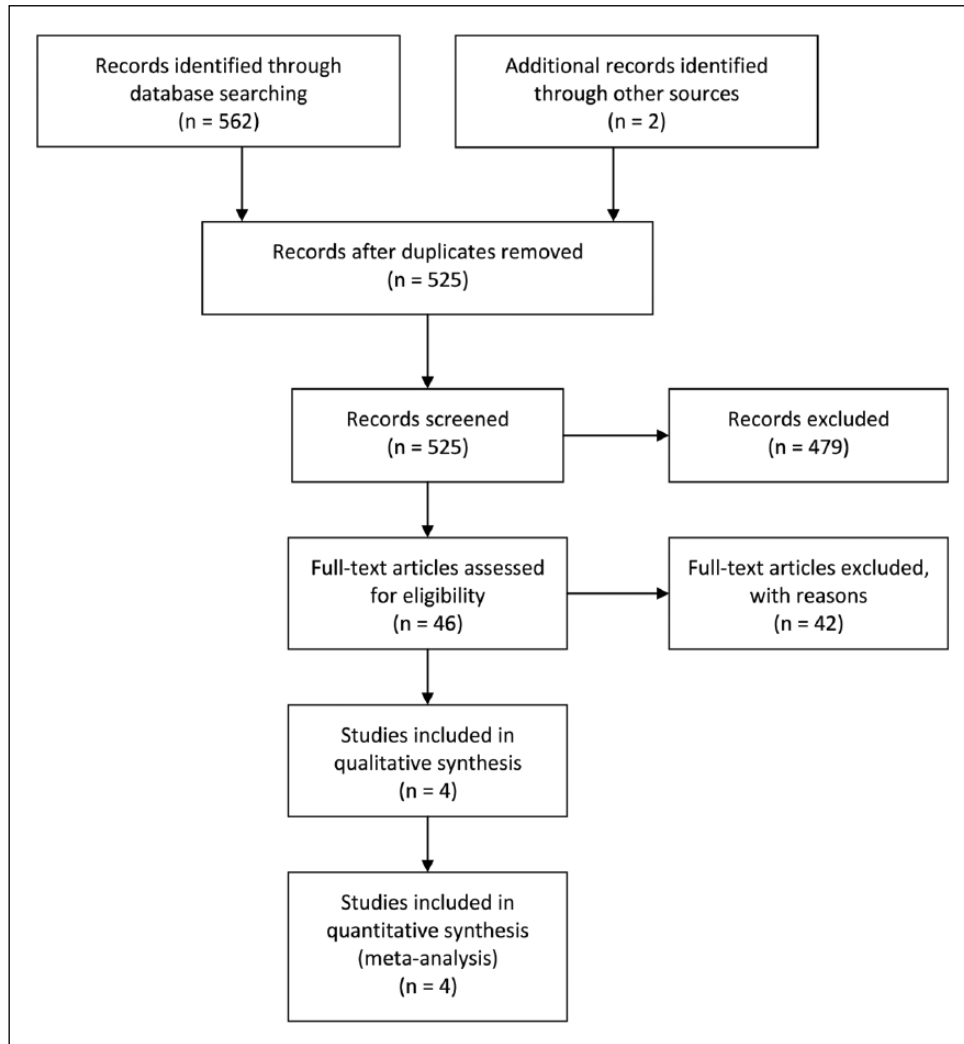 Records identified through
database searching
(n = 562)
Additional records identified
through other sources
(n = 2)
Records after duplicates removed
(n = 525)
Records screened
(n = 525)
Records excluded
(n = 479)
Full-text articles assessed
for eligibility
(n = 46)
Full-text articles excluded,
with reasons
(n = 42)
Studies included in
qualitative synthesis
(n = 4)
Studies included in
quantitative synthesis
(meta-analysis)
(n = 4)